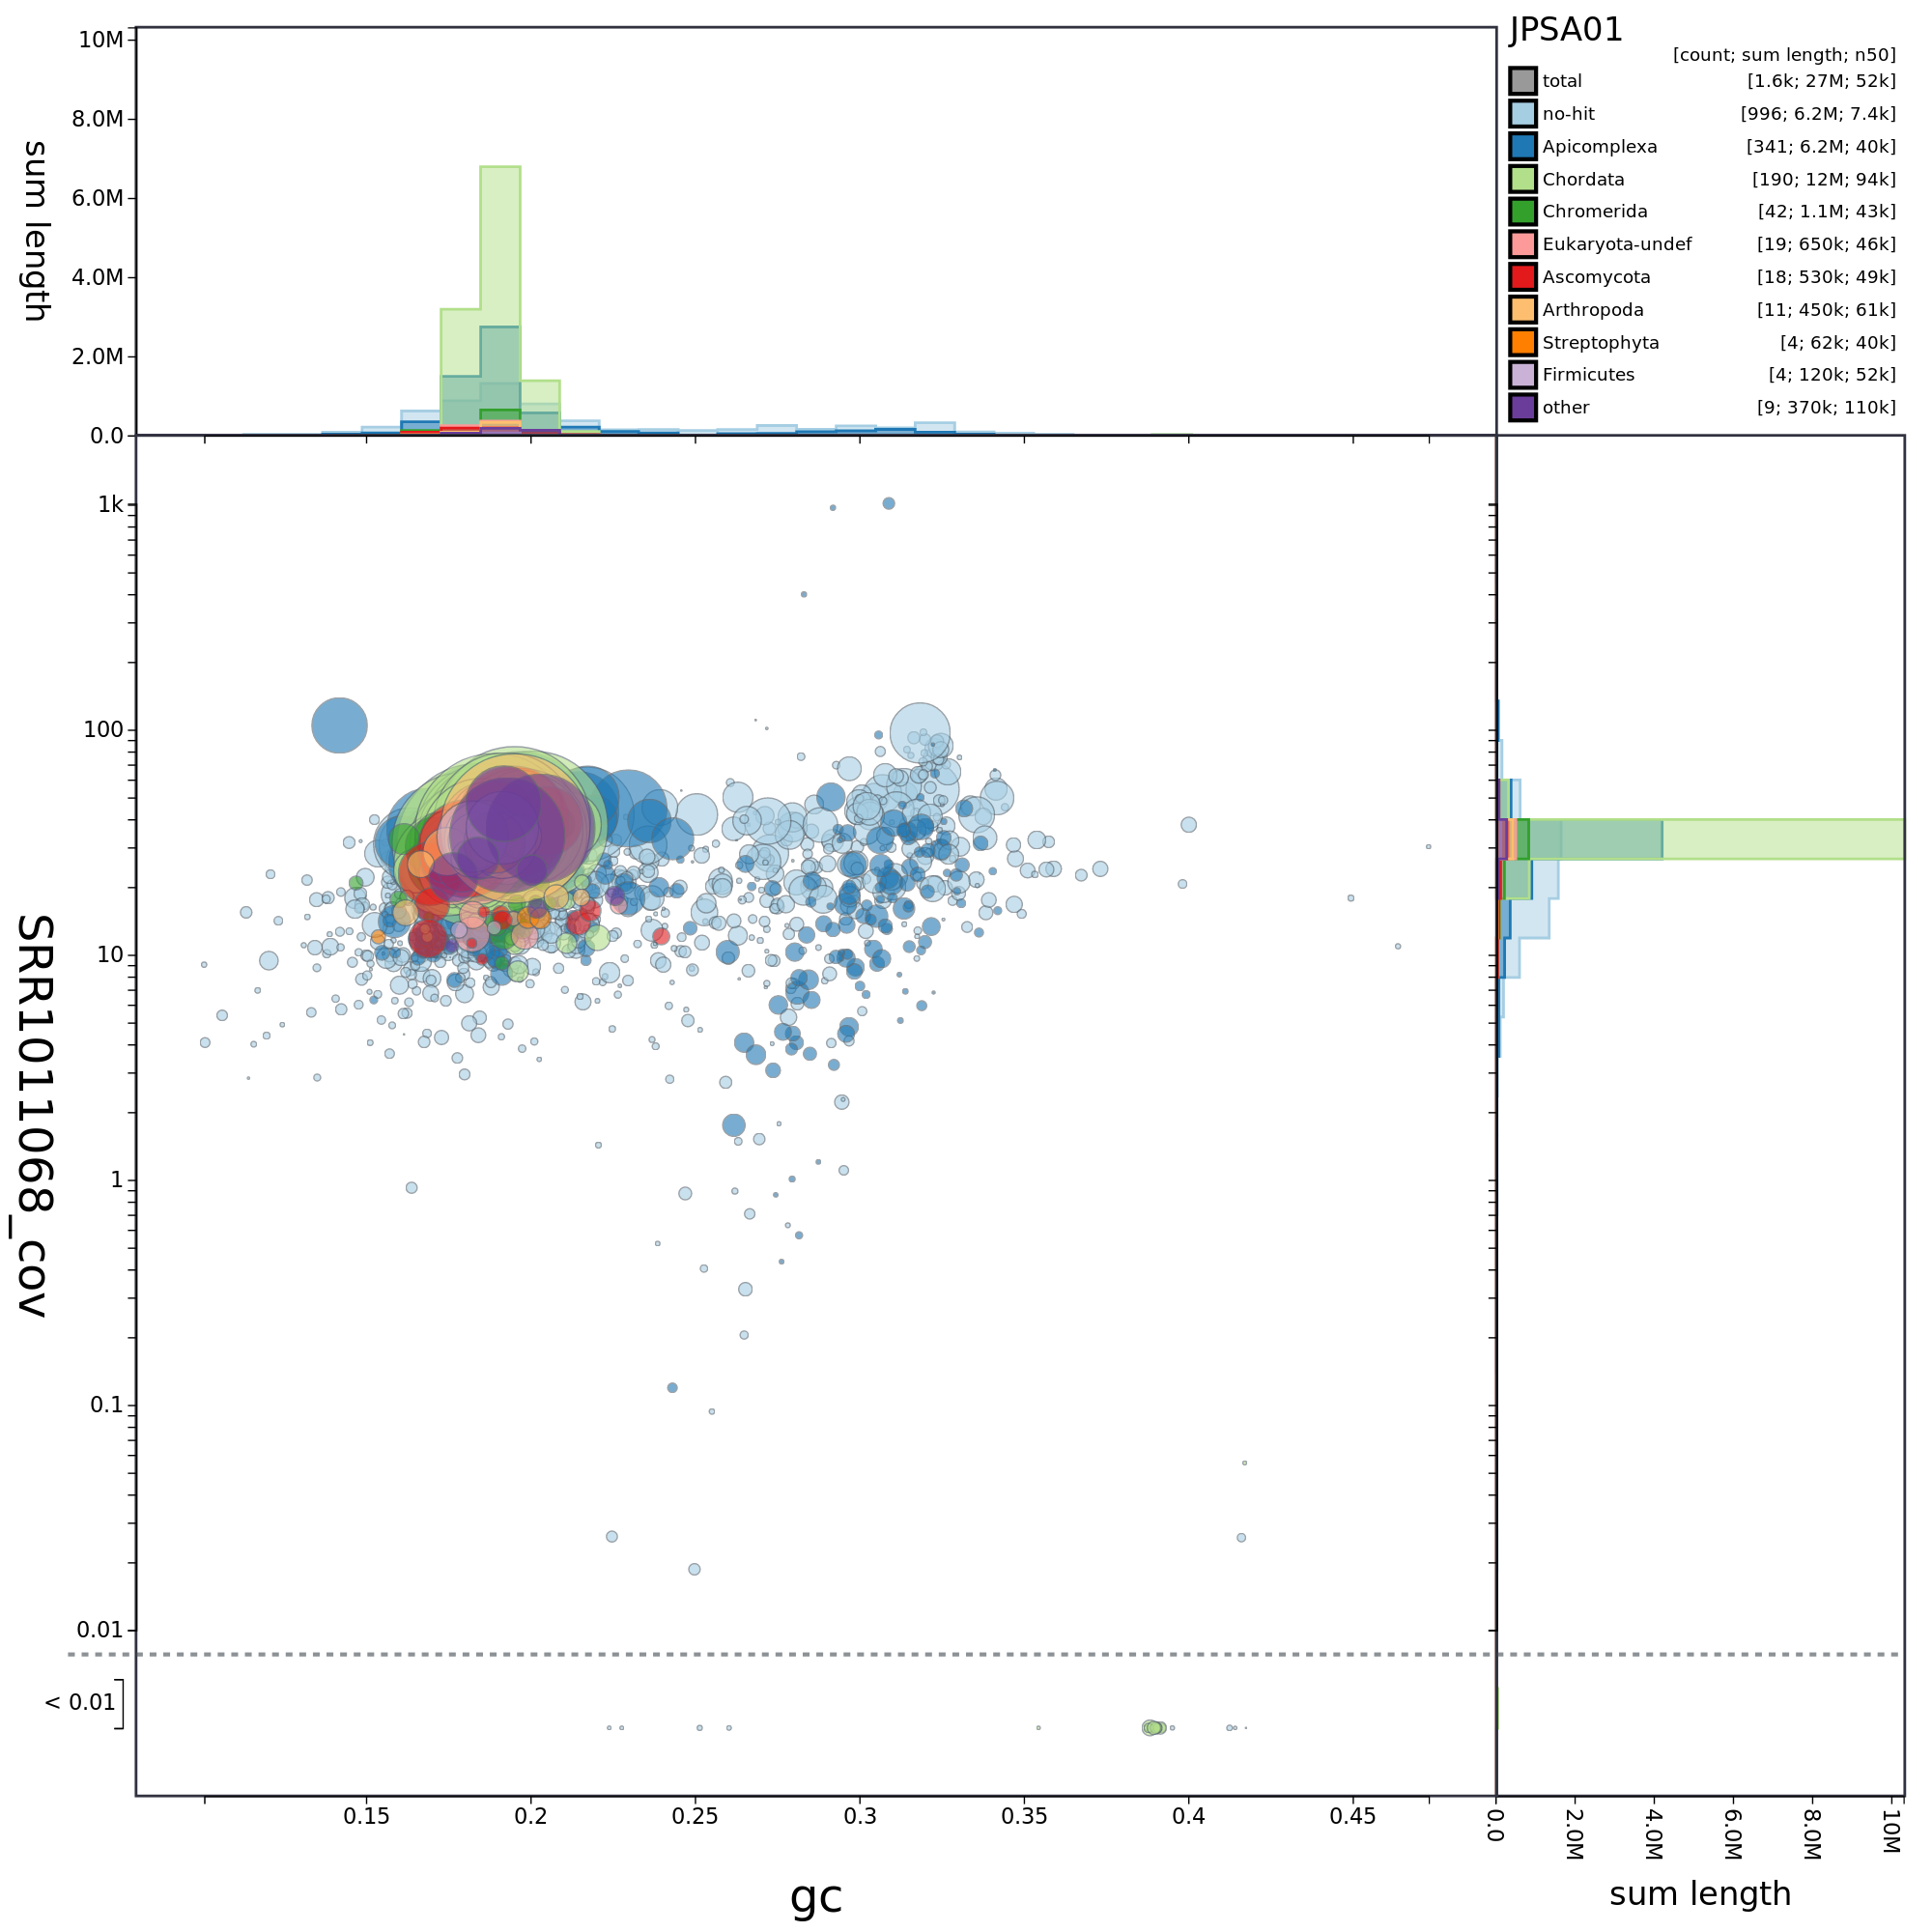 JPSA01
[count; sum length; n50]
total [1.6k; 27M; 52k]
no-hit [996; 6.2M; 7.4k]
Apicomplexa [341; 6.2M; 40k]
Chordata [190; 12M; 94k]
Chromerida [42; 1.1M; 43k]
Eukaryota-undef [19; 650k; 46k]
Ascomycota [18; 530k; 49k]
Arthropoda [11; 450k; 61k]
Streptophyta [4; 62k; 40k]
Firmicutes [4; 120k; 52k]
other [9; 370k; 110k]
sum length
10M
8.0M
6.0M
4.0M
2.0M
0.0
SRR1011068_cov
1k
100
10
1
0.1
0.01
< 0.01
0.15 0.2 0.25 0.3 0.35 0.4 0.45
gc
0.0 2.0M 4.0M 6.0M 8.0M 10M
sum length